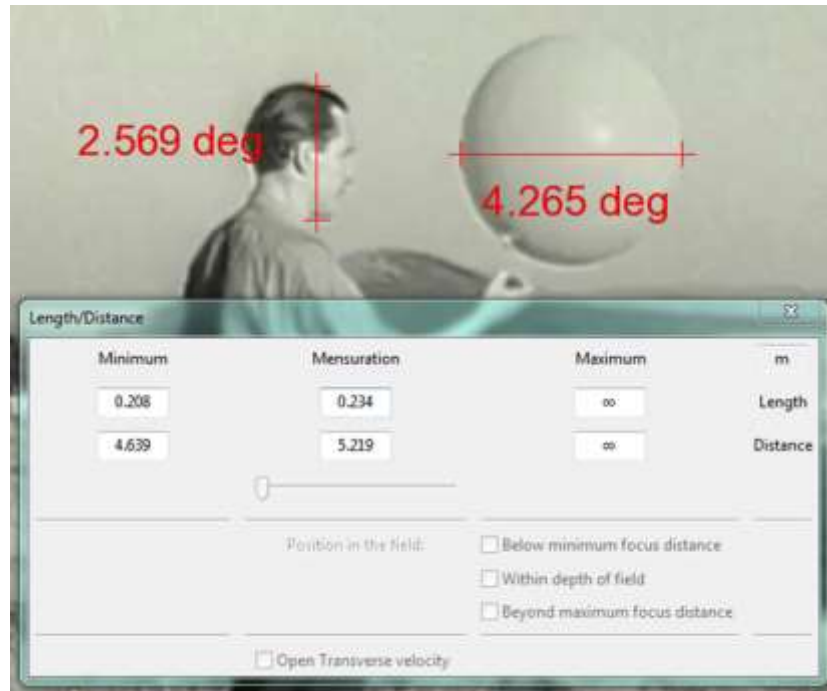 2.569 deg
4.265 deg
Length/Distance
Minimum Mensuration Maximum m
0.208 0.234 ∞ Length
4.639 5.219 ∞ Distance
Position in the field: Below minimum focus distance
Within depth of field
Beyond maximum focus distance
Open Transverse velocity